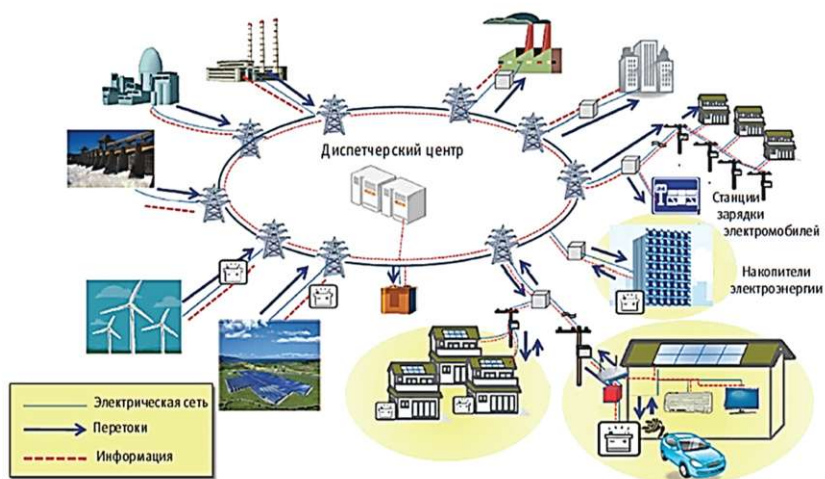 Диспетчерский центр
Станции
зарядки
электромобилей
Накопители
электроэнергии
Электрическая сеть
Перетоки
Информация